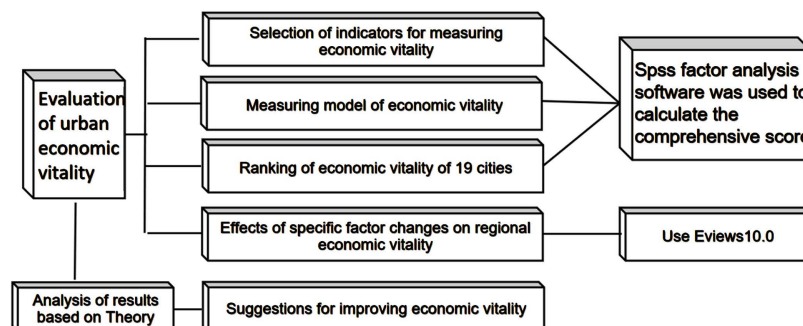 Evaluation
of urban
economic
vitality
Selection of indicators for measuring
economic vitality
Measuring model of economic vitality
Ranking of economic vitality of 19 cities
Effects of specific factor changes on regional
economic vitality
Spss factor analysis
software was used to
calculate the
comprehensive score
Use Eviews10.0
Analysis of results
based on Theory
Suggestions for improving economic vitality